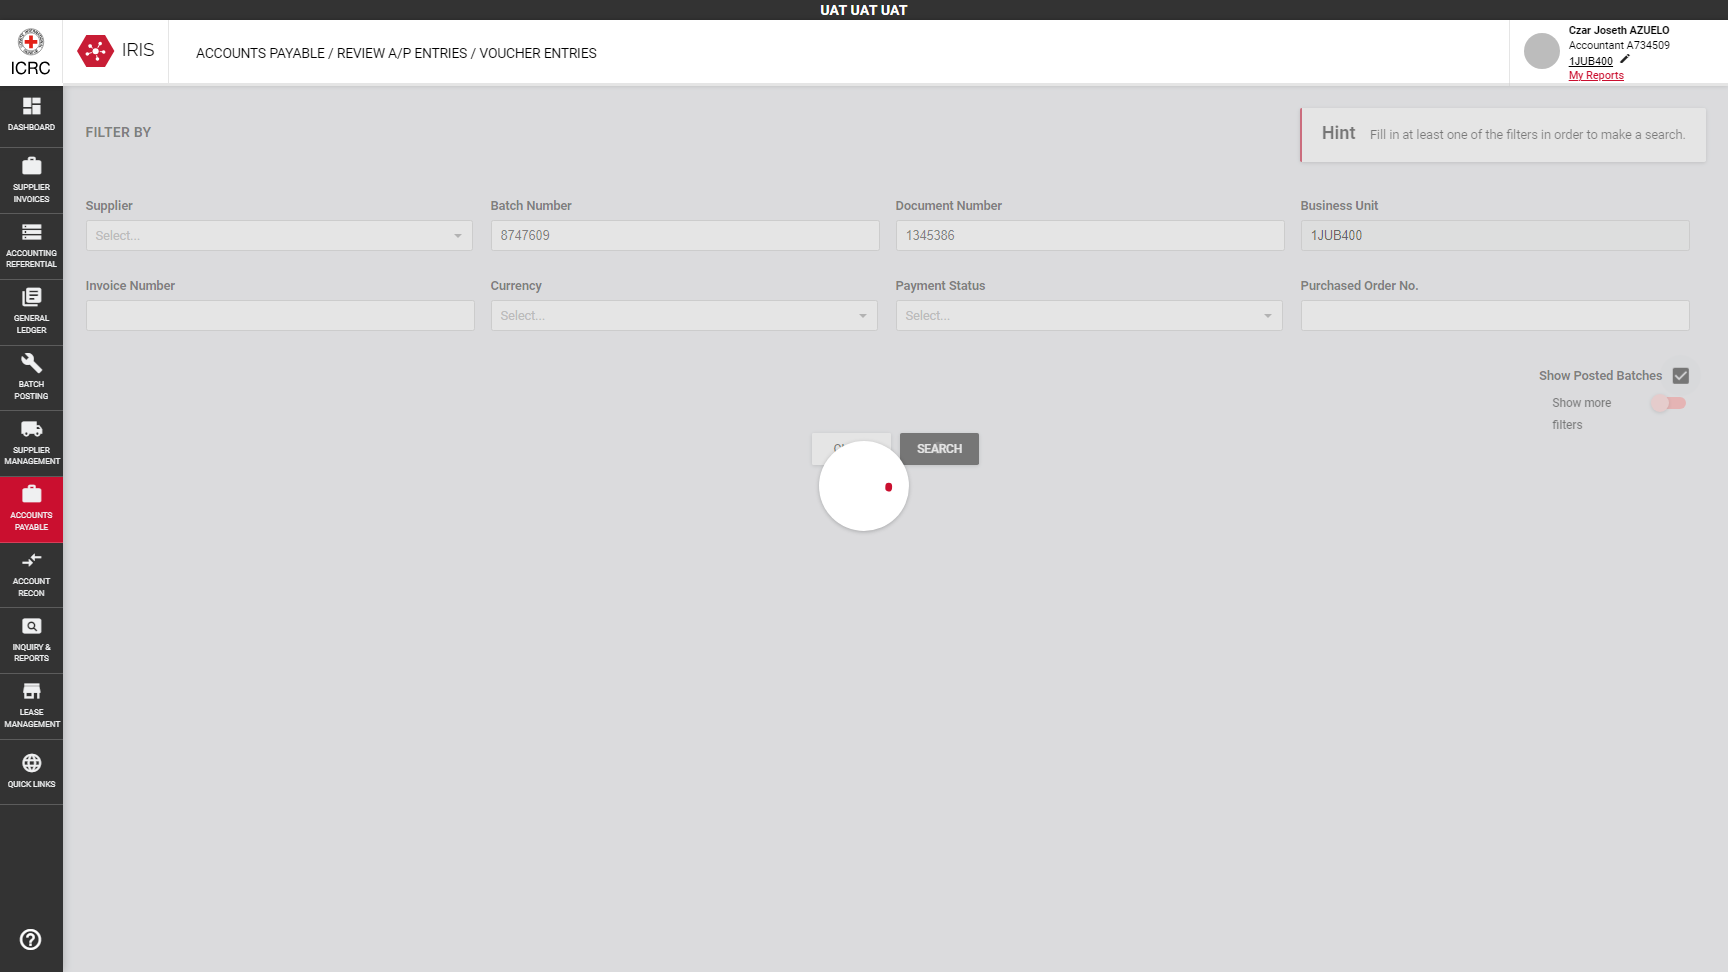 UAT UAT UAT
ICRC
IRIS
ACCOUNTS PAYABLE / REVIEW A/P ENTRIES / VOUCHER ENTRIES
Czar Joseth AZUELO
Accountant A734509
1JUB400
My Reports
DASHBOARD
SUPPLIER
INVOICES
ACCOUNTING
REFERENTIAL
GENERAL
LEDGER
BATCH
POSTING
SUPPLIER
MANAGEMENT
ACCOUNTS
PAYABLE
ACCOUNT
RECON
INQUIRY &
REPORTS
LEASE
MANAGEMENT
QUICK LINKS
FILTER BY
Hint Fill in at least one of the filters in order to make a search.
Supplier
Select...
Batch Number
8747609
Document Number
1345386
Business Unit
1JUB400
Invoice Number
Currency
Select...
Payment Status
Select...
Purchased Order No.
Show Posted Batches
Show more
filters
SEARCH